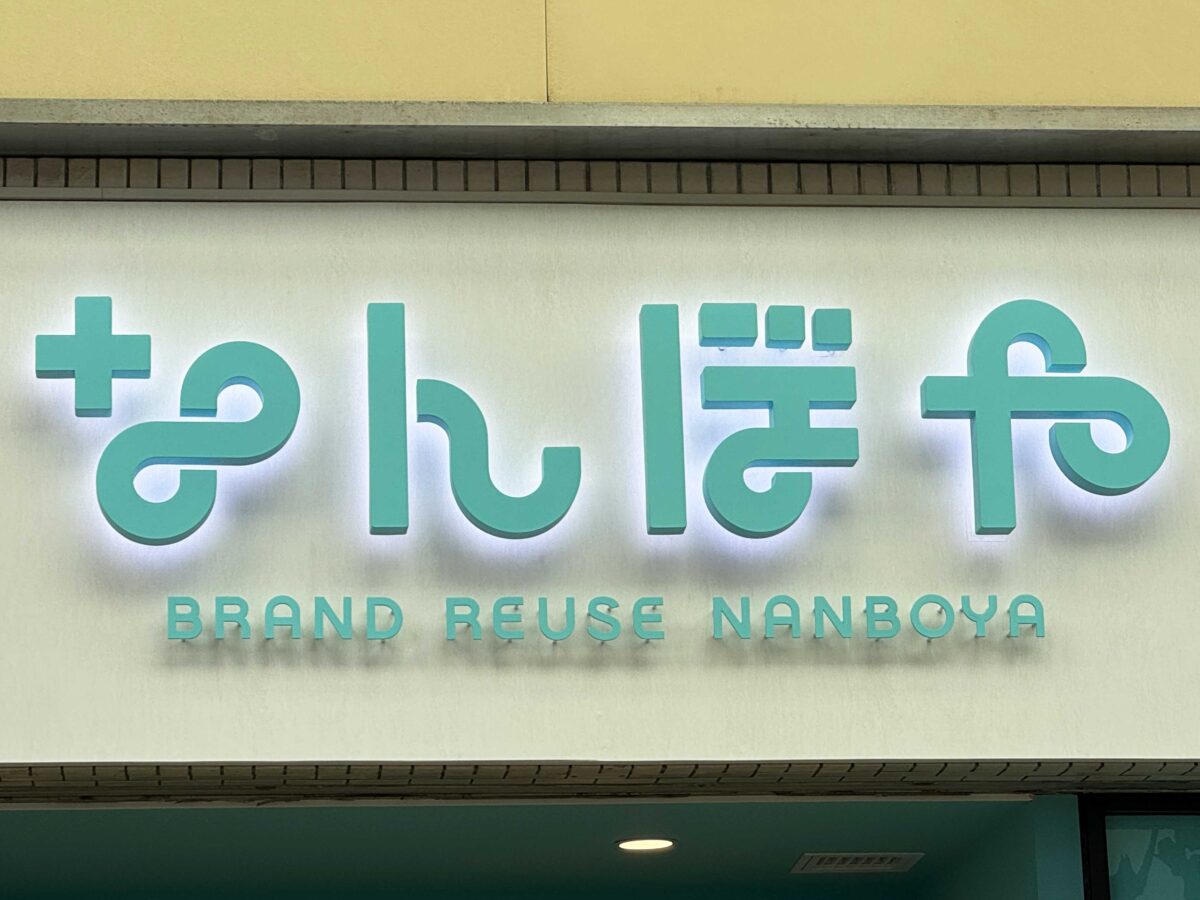 なんぼや
BRAND REUSE NANBOYA